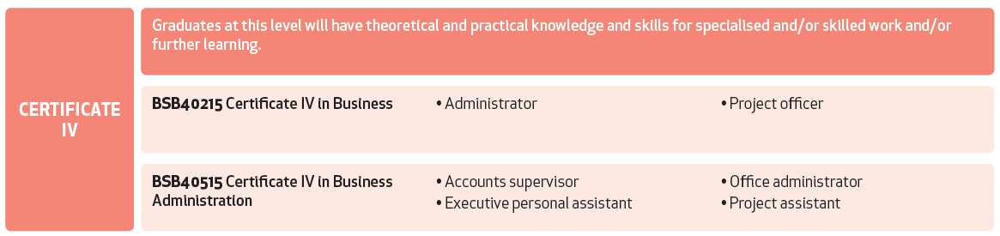 CERTIFICATE
IV
Graduates at this level will have theoretical and practical knowledge and skills for specialised and/or skilled work and/or
further learning.
BSB40215 Certificate IV in Business
• Administrator
• Project officer
BSB40515 Certificate IV in Business
Administration
• Accounts supervisor
• Executive personal assistant
• Office administrator
• Project assistant